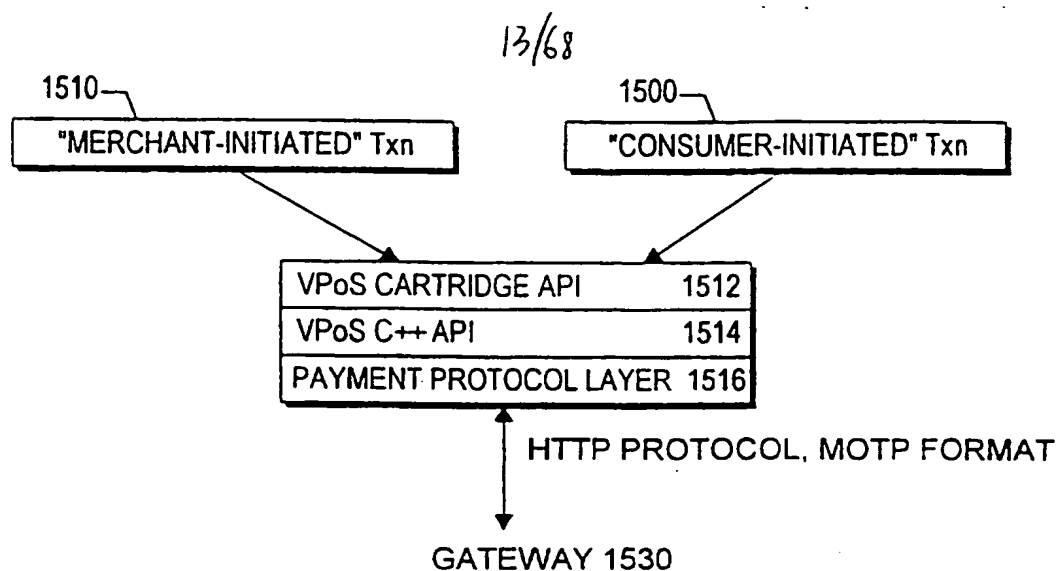 13/68
1510 1500
"MERCHANT-INITIATED" Txn "CONSUMER-INITIATED" Txn
VPoS CARTRIDGE API 1512
VPoS C++ API 1514
PAYMENT PROTOCOL LAYER 1516
HTTP PROTOCOL, MOTP FORMAT
GATEWAY 1530